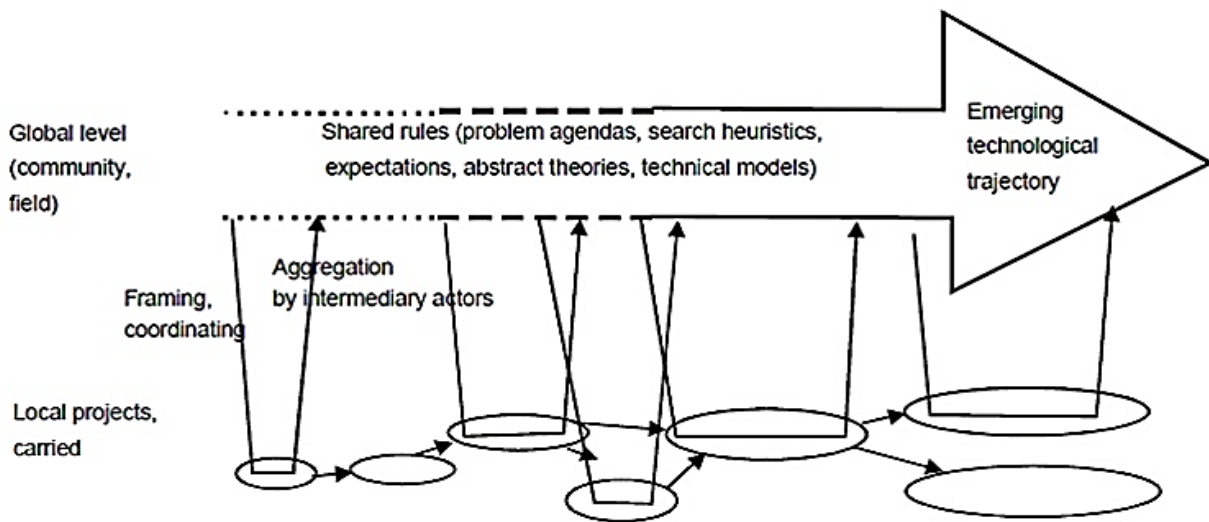 Global level
(community,
field)
Shared rules (problem agendas, search heuristics,
expectations, abstract theories, technical models)
Emerging
technological
trajectory
Aggregation
by intermediary actors
Framing,
coordinating
Local projects,
carried